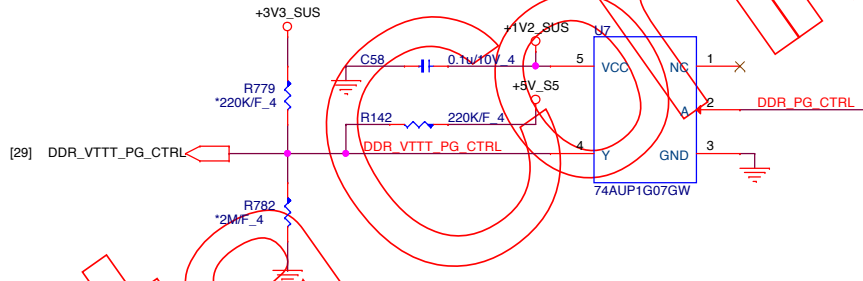 +3V3_SUS
+1V2_SUS
U7
C58
0.1u/10V_4
5
VCC
NC
1
R779
*220K/F_4
+5V_S5
A
2
DDR_PG_CTRL
R142
220K/F_4
[29]
DDR_VTTT_PG_CTRL
DDR_VTTT_PG_CTRL
4
Y
GND
3
R782
*2M/F_4
74AUP1G07GW